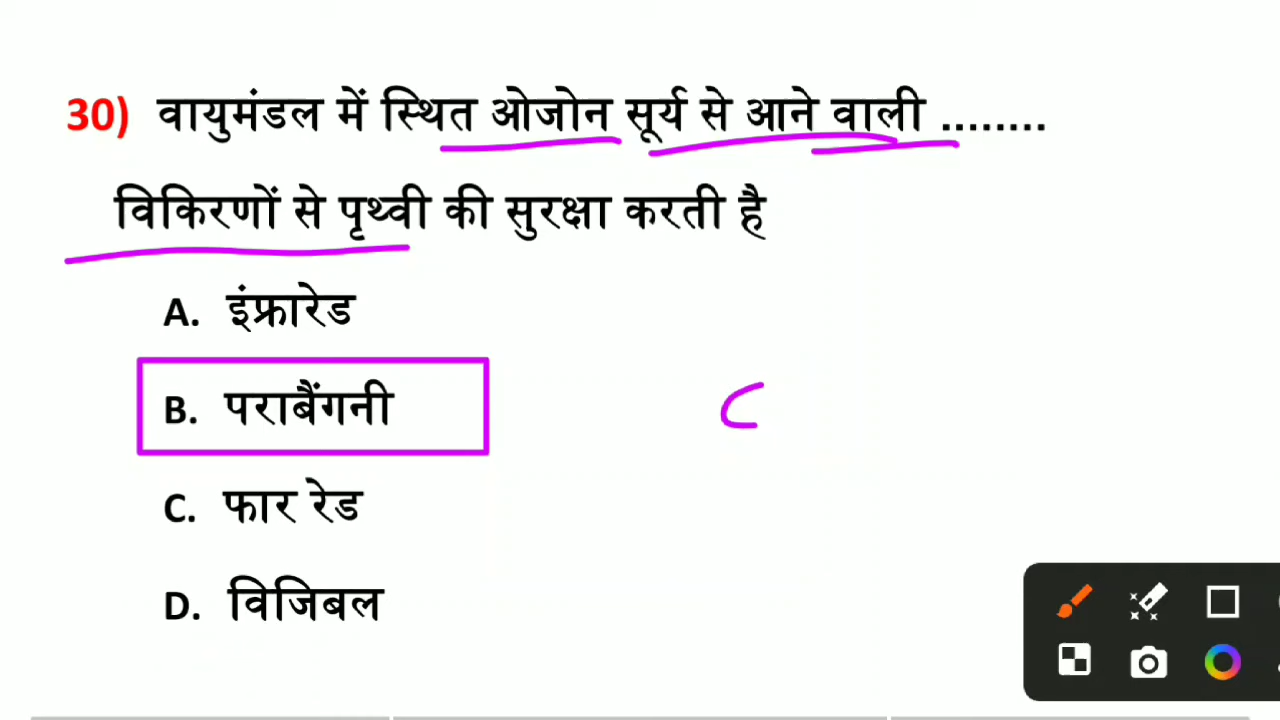 30) वायुमंडल में स्थित ओजोन सूर्य से आने वाली ........
विकिरणों से पृथ्वी की सुरक्षा करती है
A. इंफ्रारेड
B. पराबैंगनी
C. फार रेड
D. विजिबल